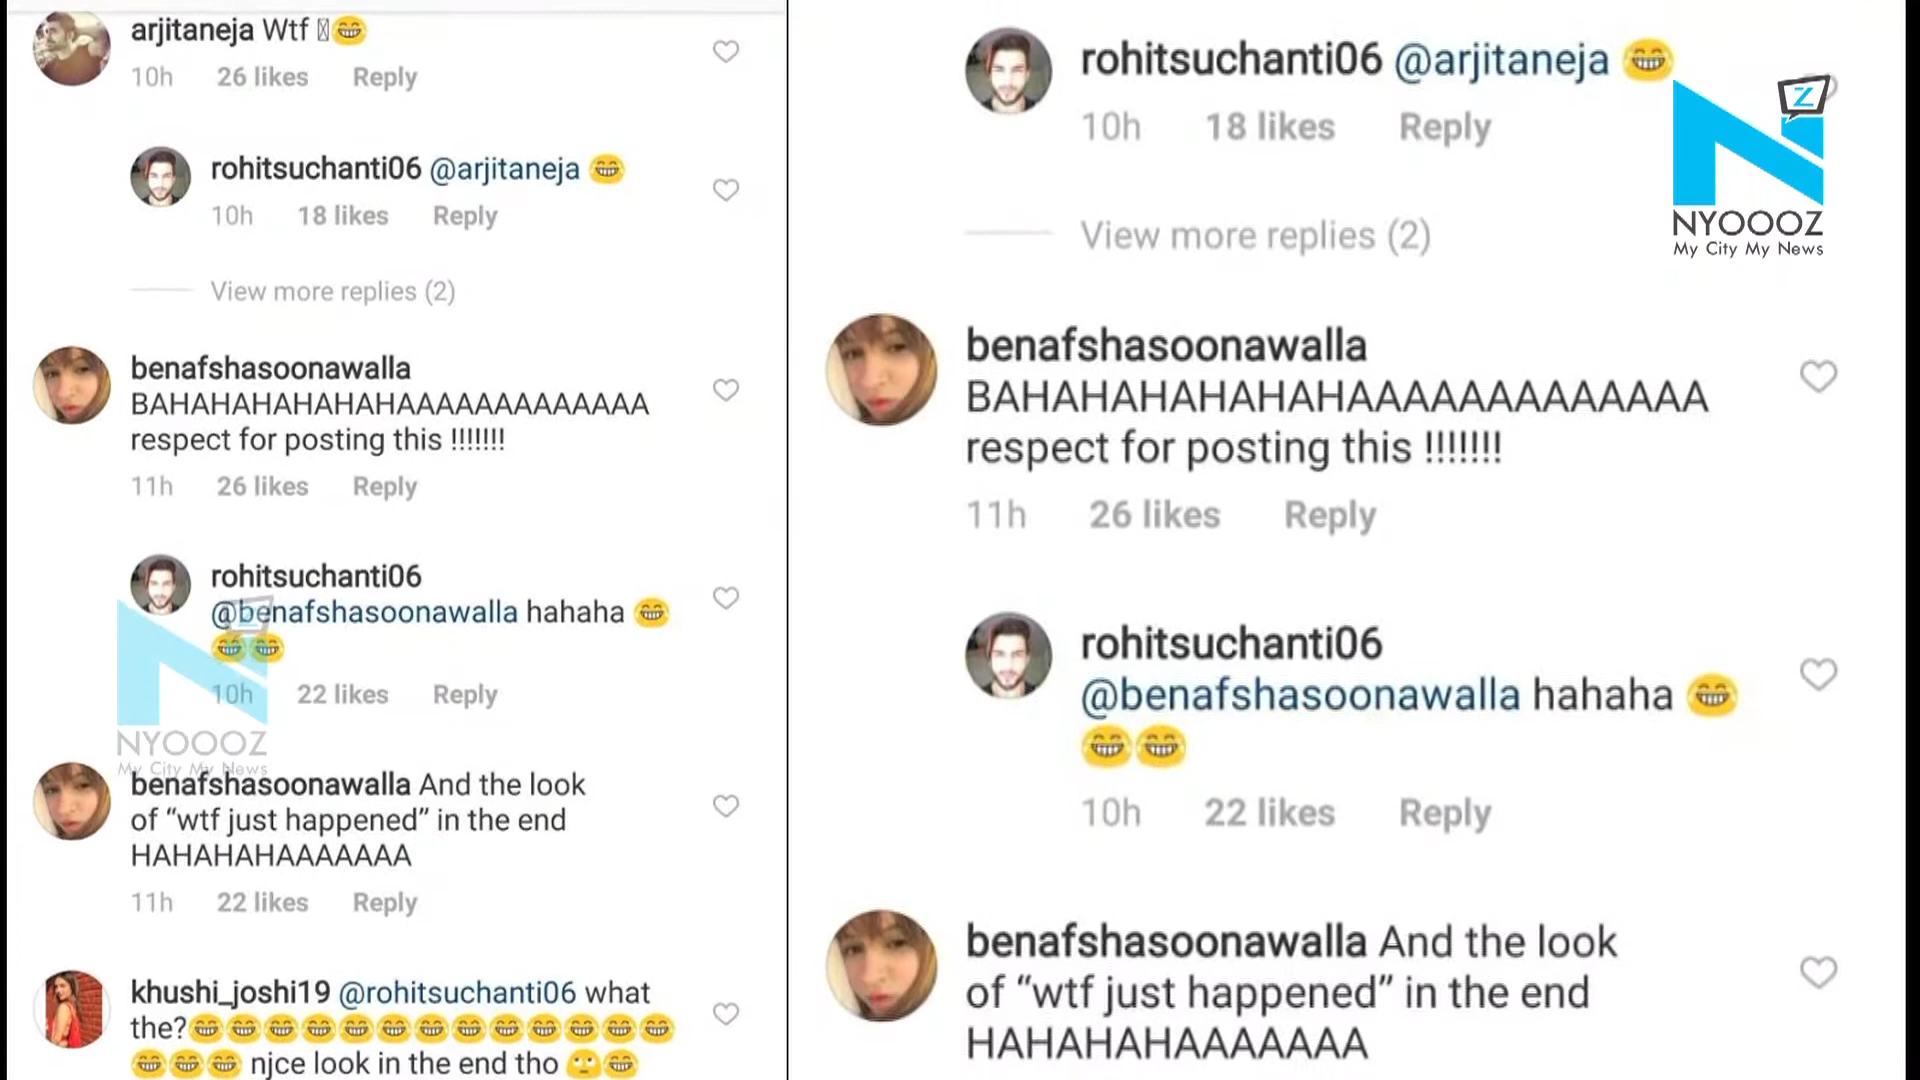 arjitaneja Wtf 😂
10h 26 likes Reply
rohitsuchanti06 @arjitaneja 😂
10h 18 likes Reply
View more replies (2)
benafshasoonawalla
BAHAHAHAHAHAHAAAAAAAAAAAAA
respect for posting this !!!!!!!
11h 26 likes Reply
rohitsuchanti06
@benafshasoonawalla hahaha 😂
😂😂
10h 22 likes Reply
NYOOOZ
My City My News
benafshasoonawalla And the look
of “wtf just happened” in the end
HAHAHAHAAAAAAA
11h 22 likes Reply
khushi_joshi19 @rohitsuchanti06 what
the?😂😂😂😂😂😂😂😂😂😂😂😂😂
😂😂😂 njce look in the end tho 🙄😂
rohitsuchanti06 @arjitaneja 😂
10h 18 likes Reply
View more replies (2)
Z
NYOOOZ
My City My News
benafshasoonawalla
BAHAHAHAHAHAHAAAAAAAAAAAAA
respect for posting this !!!!!!!
11h 26 likes Reply
rohitsuchanti06
@benafshasoonawalla hahaha 😂
😂😂
10h 22 likes Reply
benafshasoonawalla And the look
of “wtf just happened” in the end
HAHAHAHAAAAAAA